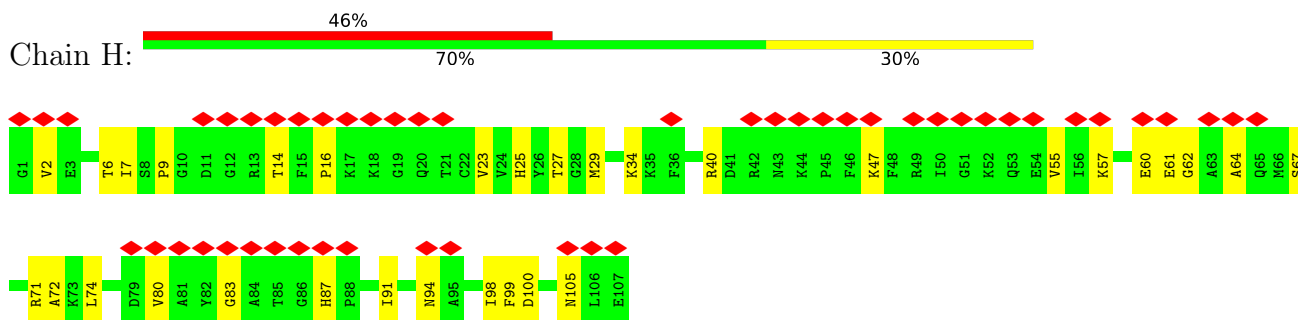 46%
Chain H:
70% 30%
G1 V2 E3 T6 I7 S8 P9 G10 D11 G12 R13 T14 F15 P16 K17 K18 G19 Q20 T21 C22 V23 V24 H25 Y26 T27 G28 M29 K34 K35 F36 R40 D41 R42 N43 K44 P45 F46 K47 F48 R49 I50 G51 K52 Q53 E54 V55 I56 K57 E60 E61 G62 A63 A64 Q65 M66 S67
R71 A72 K73 L74 D79 V80 A81 Y82 G83 A84 T85 G86 H87 P88 I91 N94 A95 I98 F99 D100 N105 L106 E107